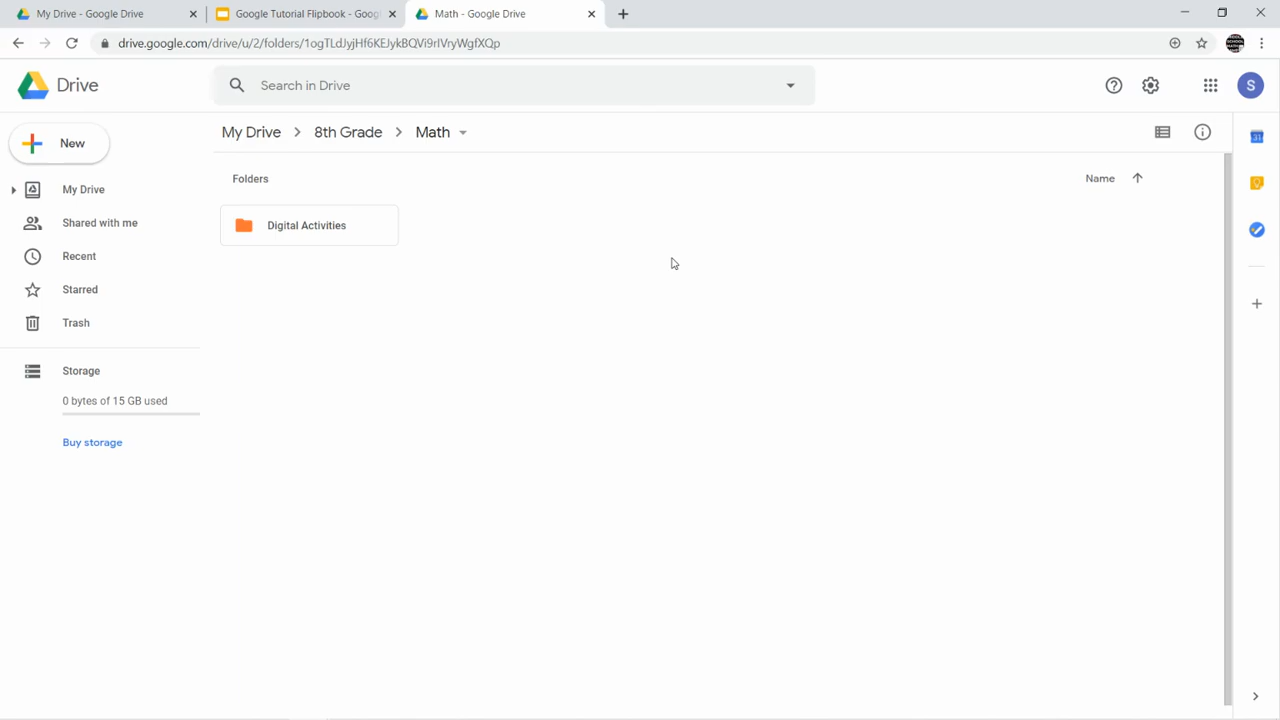 My Drive - Google Drive
Google Tutorial Flipbook - Goog
Math - Google Drive
drive.google.com/drive/u/2/folders/1ogTLdJyjHf6KEJykBQVi9rIVryWgfXQp
Drive
Search in Drive
S
New
My Drive
8th Grade
Math
31
My Drive
Folders
Name
Shared with me
Digital Activities
Recent
Starred
Trash
Storage
0 bytes of 15 GB used
Buy storage